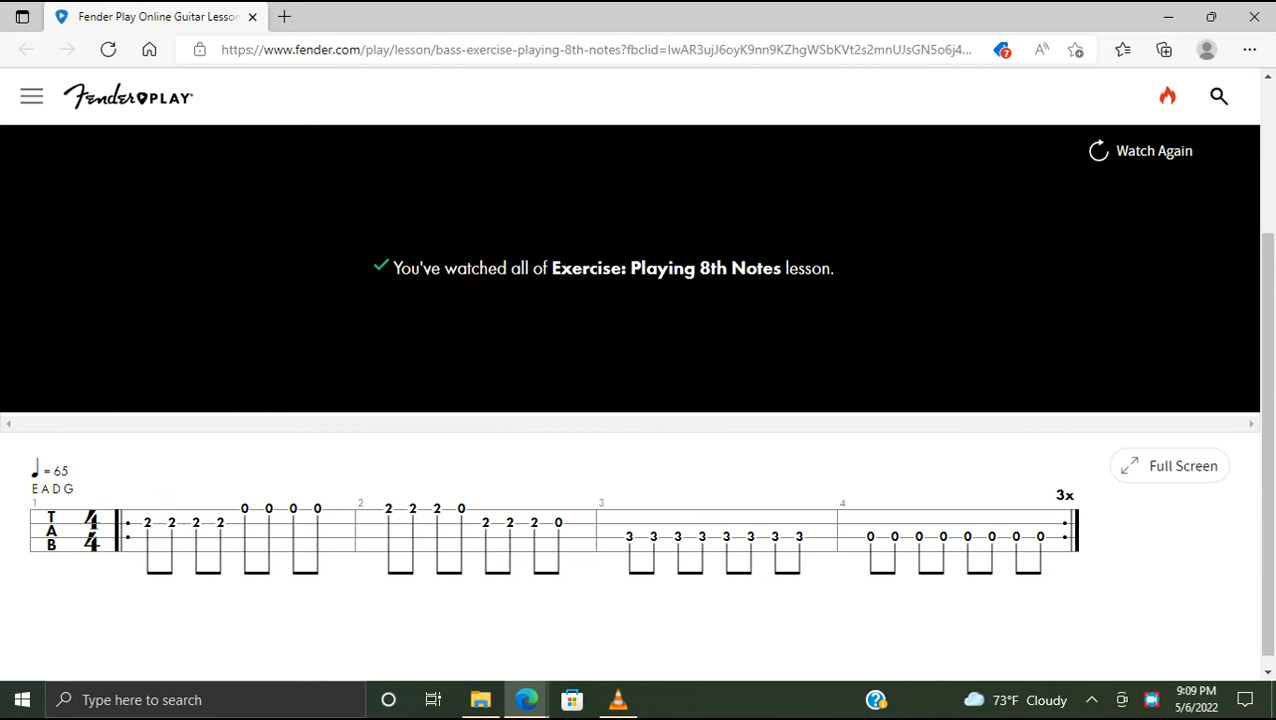 Fender Play Online Guitar Lesson
https://www.fender.com/play/lesson/bass-exercise-playing-8th-notes?fbclid=IwAR3ujJ6oyK9nn9KZhgWSbKVt2s2mnUJsGN5o6j4...
7
Fender PLAY
Watch Again
You've watched all of Exercise: Playing 8th Notes lesson.
= 65
Full Screen
E A D G
3x
1 2 3 4
T A B 4 4
0 0 0 0 2 2 2 0
2 2 2 2 2 2 2 0
3 3 3 3 3 3 3 3 0 0 0 0 0 0 0 0
Type here to search
73°F Cloudy
9:09 PM
5/6/2022